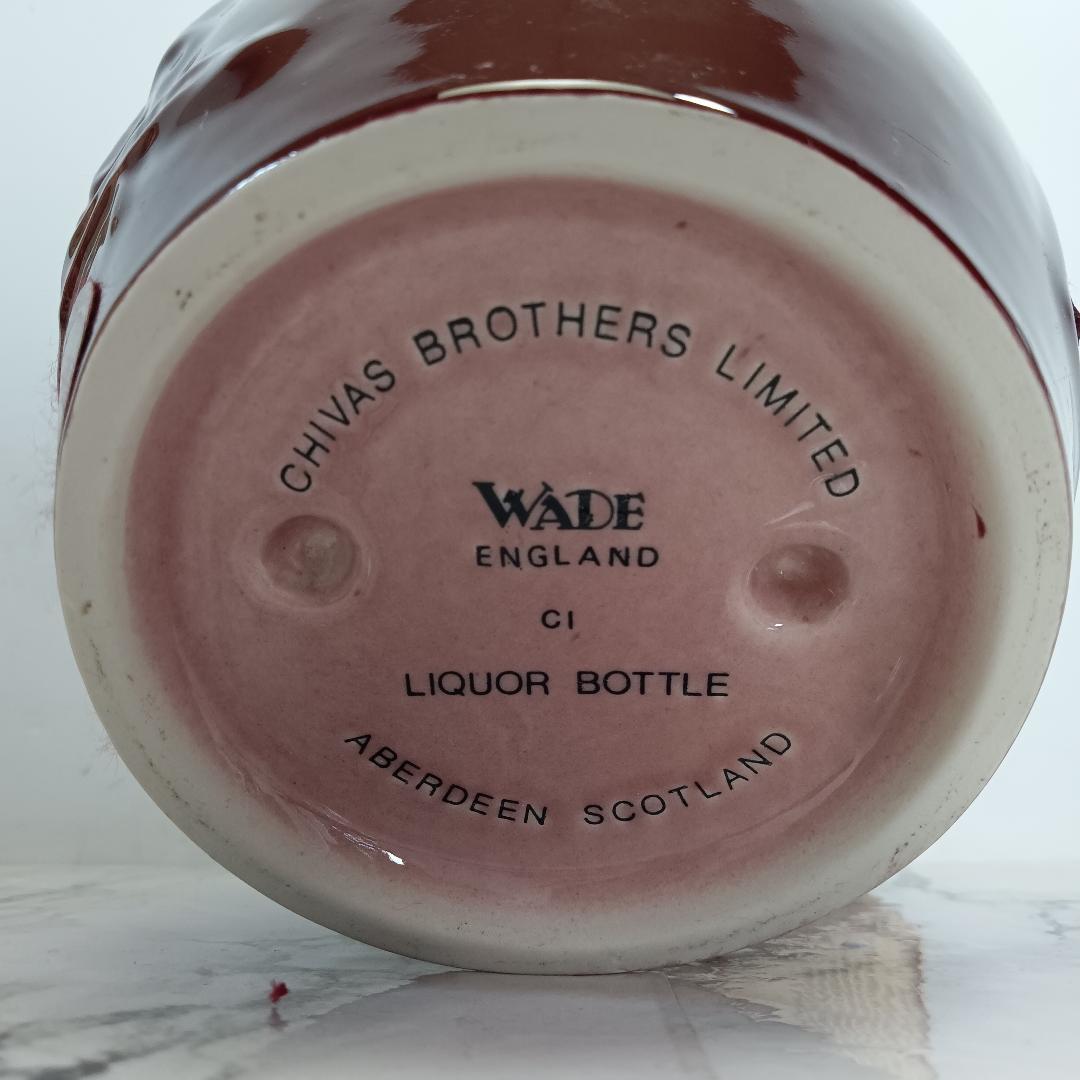 CHIVAS BROTHERS LIMITED
WADE
ENGLAND
C1
LIQUOR BOTTLE
ABERDEEN SCOTLAND